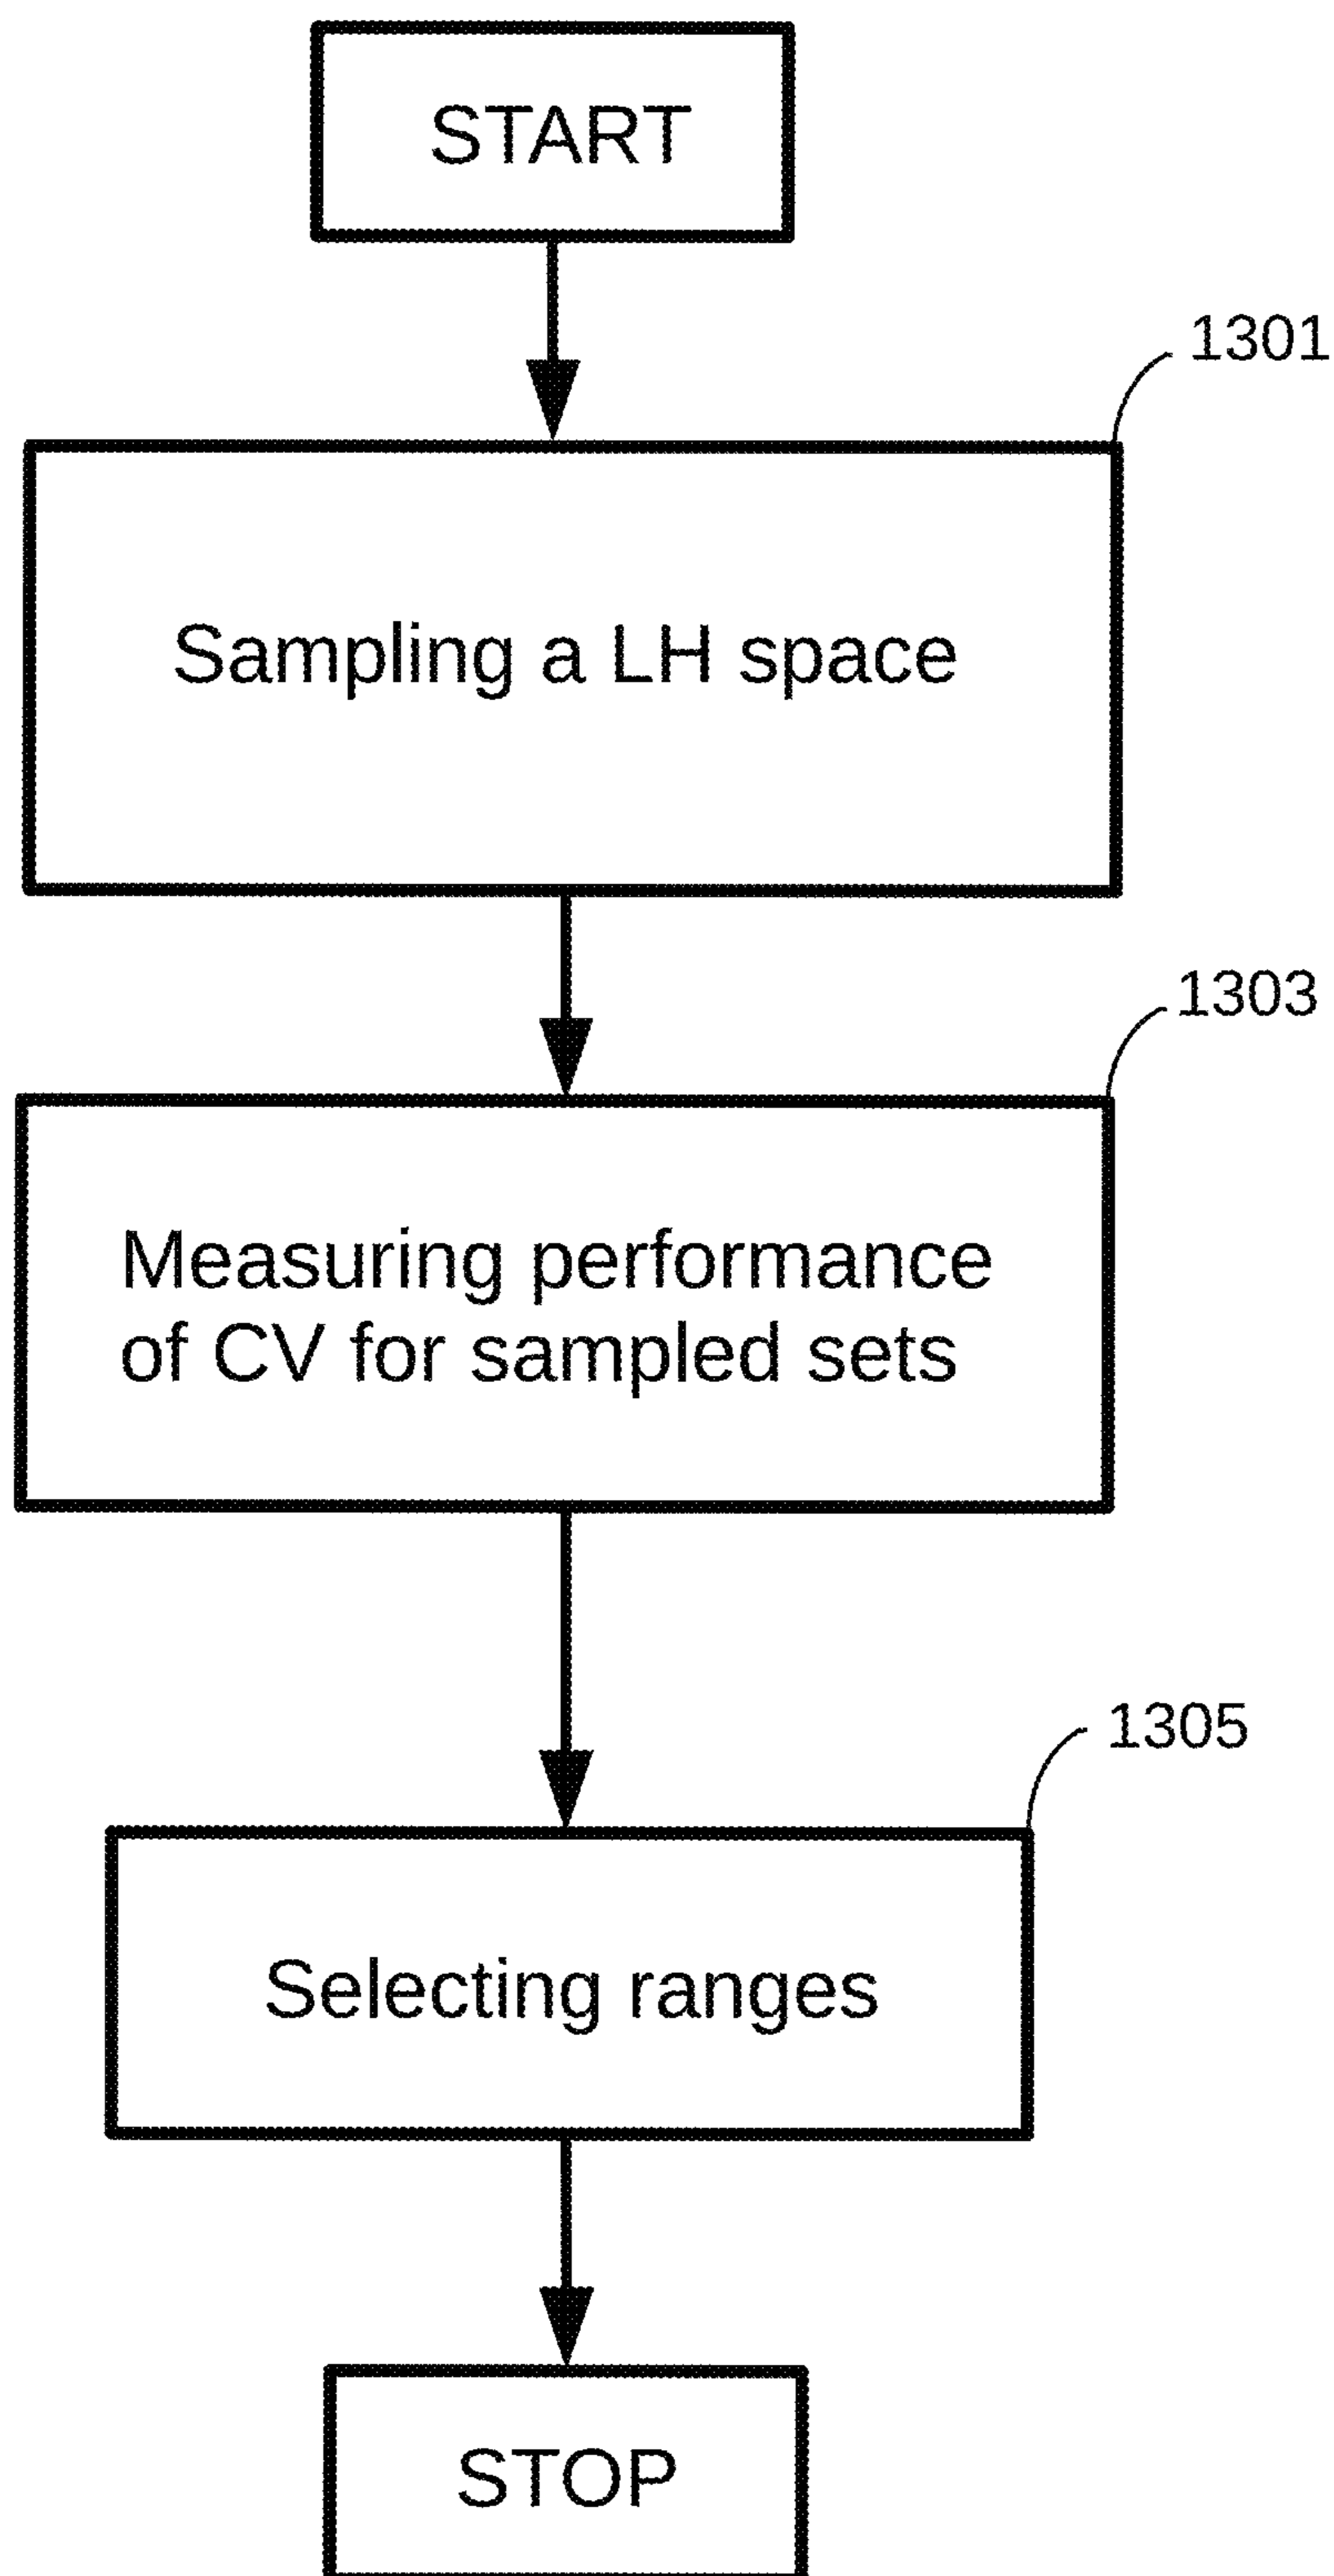 START
1301
Sampling a LH space
1303
Measuring performance
of CV for sampled sets
1305
Selecting ranges
STOP